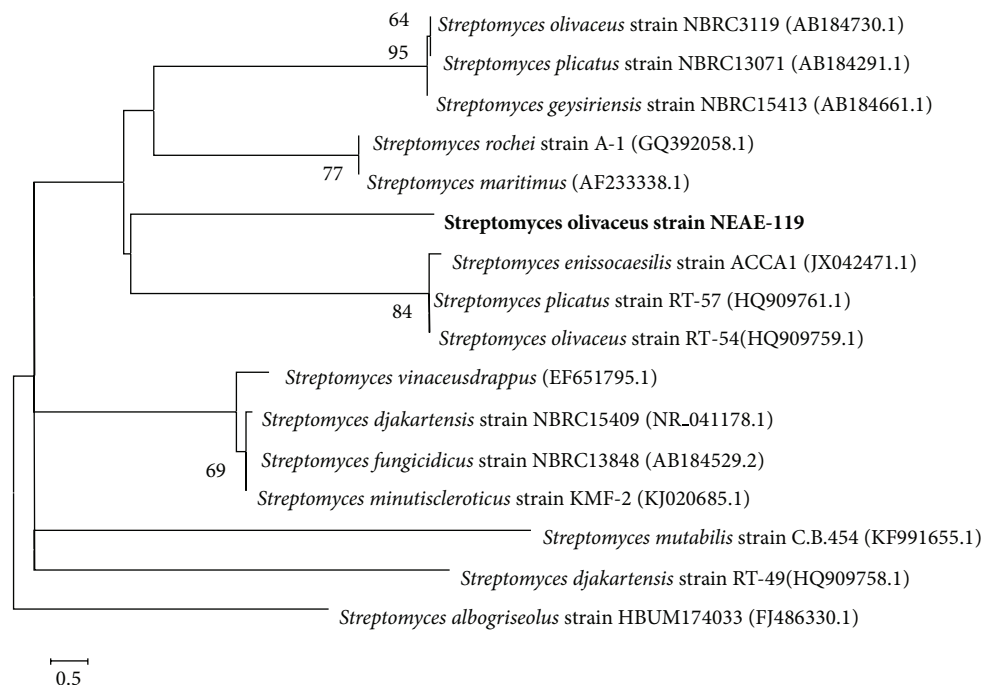 64
Streptomyces olivaceus strain NBRC3119 (AB184730.1)
95
Streptomyces plicatus strain NBRC13071 (AB184291.1)
Streptomyces geysiriensis strain NBRC15413 (AB184661.1)
Streptomyces rochei strain A-1 (GQ392058.1)
77
Streptomyces maritimus (AF233338.1)
Streptomyces olivaceus strain NEAE-119
Streptomyces enissocaesilis strain ACCA1 (JX042471.1)
Streptomyces plicatus strain RT-57 (HQ909761.1)
84
Streptomyces olivaceus strain RT-54(HQ909759.1)
Streptomyces vinaceusdrappus (EF651795.1)
Streptomyces djakartensis strain NBRC15409 (NR_041178.1)
Streptomyces fungicidicus strain NBRC13848 (AB184529.2)
69
Streptomyces minutiscleroticus strain KMF-2 (KJ020685.1)
Streptomyces mutabilis strain C.B.454 (KF991655.1)
Streptomyces djakartensis strain RT-49(HQ909758.1)
Streptomyces albogriseolus strain HBUM174033 (FJ486330.1)
0.5